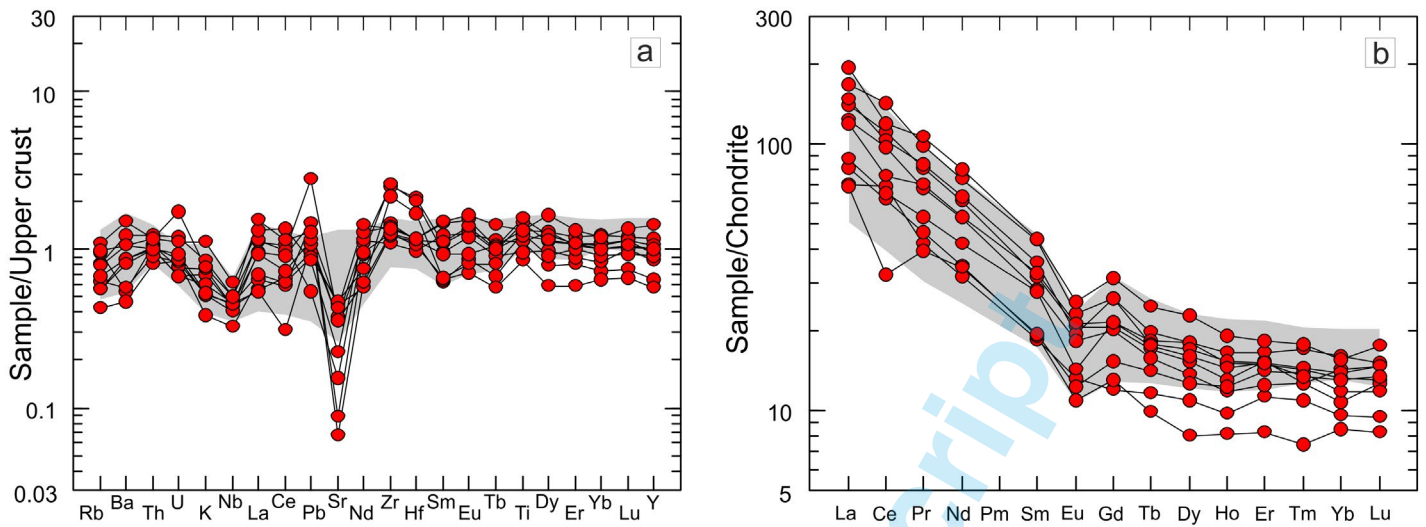 30
10
1
0.1
0.03
Sample/Upper crust
a
Rb Ba Th U K Nb La Ce Pb Sr Nd Zr Hf Sm Eu Tb Ti Dy Er Yb Lu Y
300
100
10
5
Sample/Chondrite
b
La Ce Pr Nd Pm Sm Eu Gd Tb Dy Ho Er Tm Yb Lu
cript